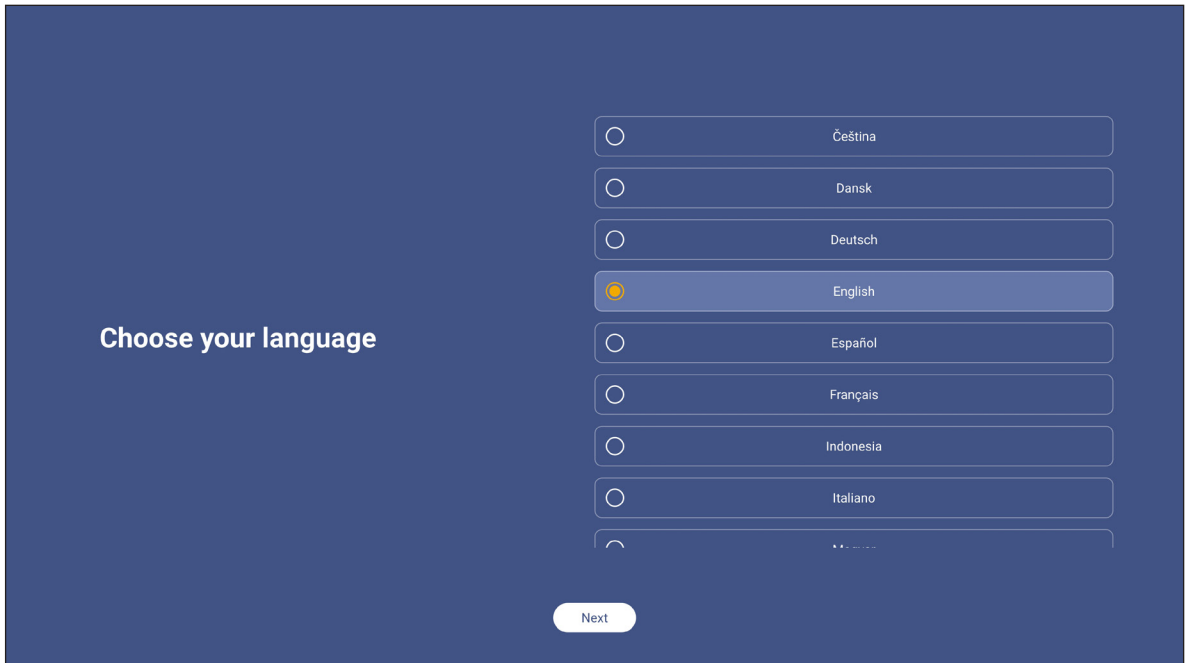 Choose your language
Čeština
Dansk
Deutsch
English
Español
Français
Indonesia
Italiano
Next